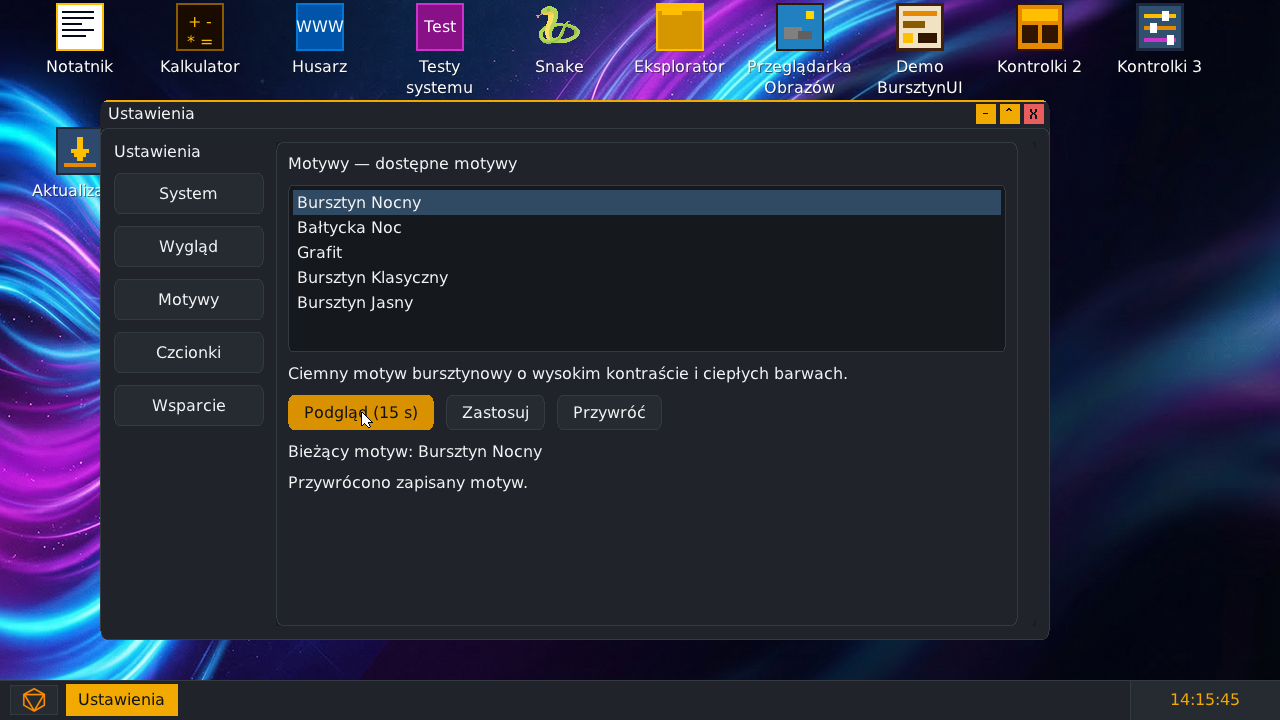 + -
* =
WWW
Test
Notatnik
Kalkulator
Husarz
Testy
systemu
Snake
Eksplorator
Przeglądarka
Obrazów
Demo
BursztynUI
Kontrolki 2
Kontrolki 3
Ustawienia
- ^ X
Aktualiza
Ustawienia
System
Wygląd
Motywy
Czcionki
Wsparcie
Motywy — dostępne motywy
Bursztyn Nocny
Bałtycka Noc
Grafit
Bursztyn Klasyczny
Bursztyn Jasny
Ciemny motyw bursztynowy o wysokim kontraście i ciepłych barwach.
Podgląd (15 s) Zastosuj Przywróć
Bieżący motyw: Bursztyn Nocny
Przywrócono zapisany motyw.
Ustawienia
14:15:45